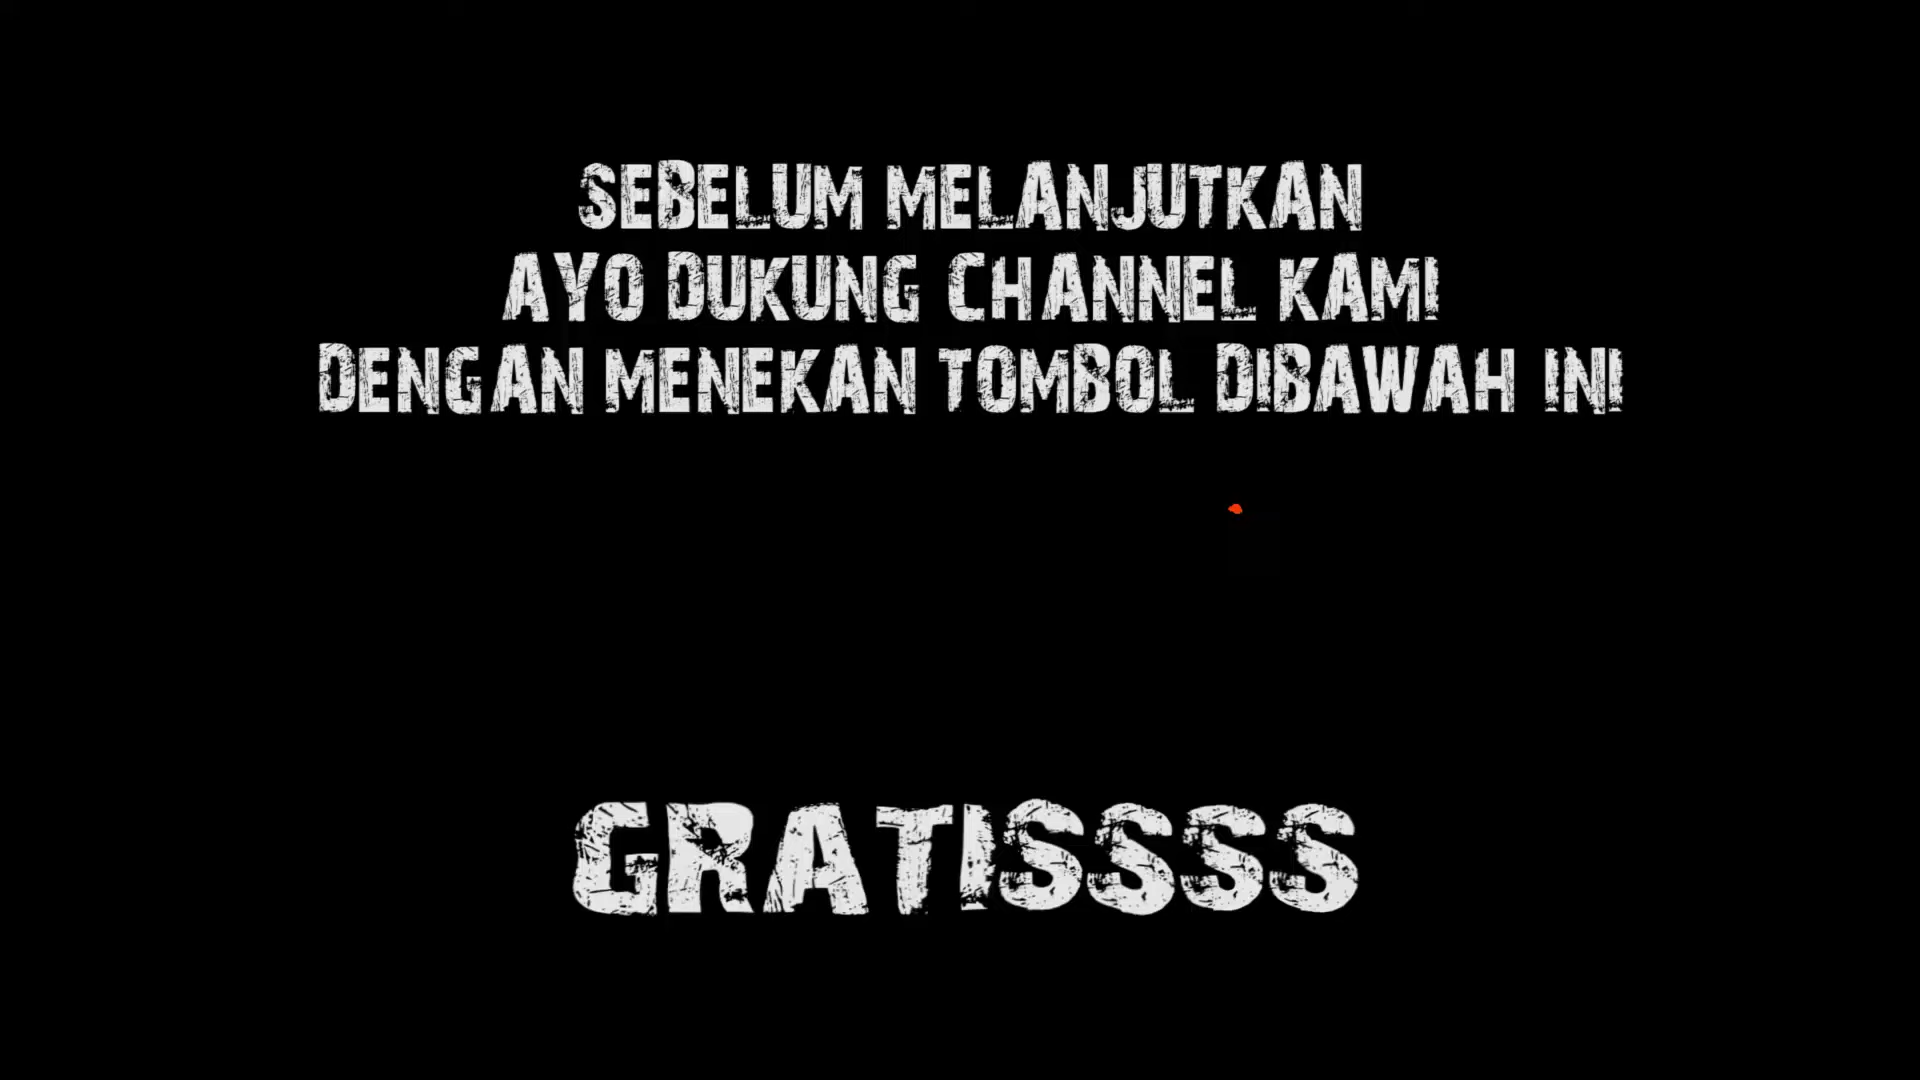 SEBELUM MELANJUTKAN
AYO DUKUNG CHANNEL KAMI
DENGAN MENEKAN TOMBOL DIBAWAH INI
GRATISSSS